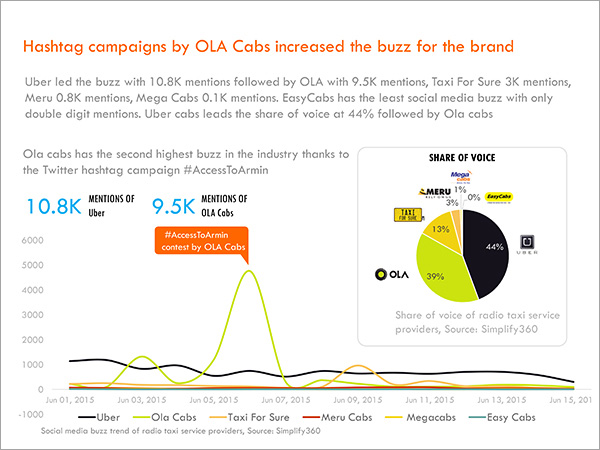 Hashtag campaigns by OLA Cabs increased the buzz for the brand
Uber led the buzz with 10.8K mentions followed by OLA with 9.5K mentions, Taxi For Sure 3K mentions,
Meru 0.8K mentions, Mega Cabs 0.1K mentions. EasyCabs has the least social media buzz with only
double digit mentions. Uber cabs leads the share of voice at 44% followed by Ola cabs
Ola cabs has the second highest buzz in the industry thanks to
the Twitter hashtag campaign #AccessToArmin
10.8K MENTIONS OF Uber
9.5K MENTIONS OF OLA Cabs
#AccessToArmin
contest by OLA Cabs
6000
5000
4000
3000
2000
1000
0
-1000
Jun 01, 2015
Jun 03, 2015
Jun 05, 2015
Jun 07, 2015
Jun 09, 2015
Jun 11, 2015
Jun 13, 2015
Jun 15, 201
Uber
Ola Cabs
Taxi For Sure
Meru Cabs
Megacabs
Easy Cabs
Social media buzz trend of radio taxi service providers, Source: Simplify360
SHARE OF VOICE
Mega
cabs
1%
MERU
3%
0%
EasyCabs
TAXI
FOR SURE
13%
44%
UBER
OLA
39%
Share of voice of radio taxi service
providers, Source: Simplify360